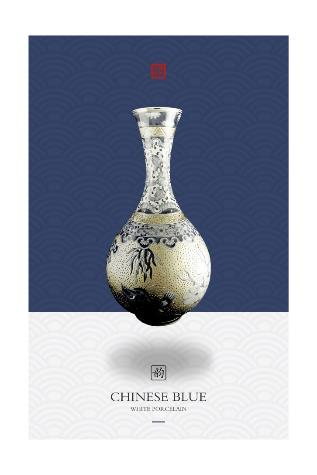 韵
CHINESE BLUE
WHITE PORCELAIN